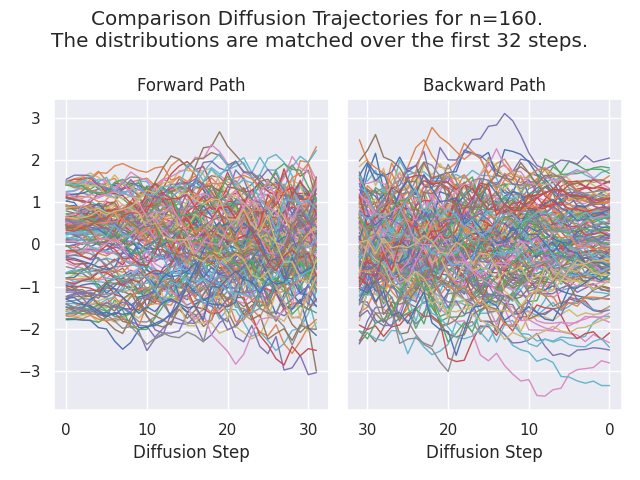 Comparison Diffusion Trajectories for n=160.
The distributions are matched over the first 32 steps.
Forward Path
Backward Path
3
2
1
0
−1
−2
−3
0 10 20 30
30 20 10 0
Diffusion Step
Diffusion Step